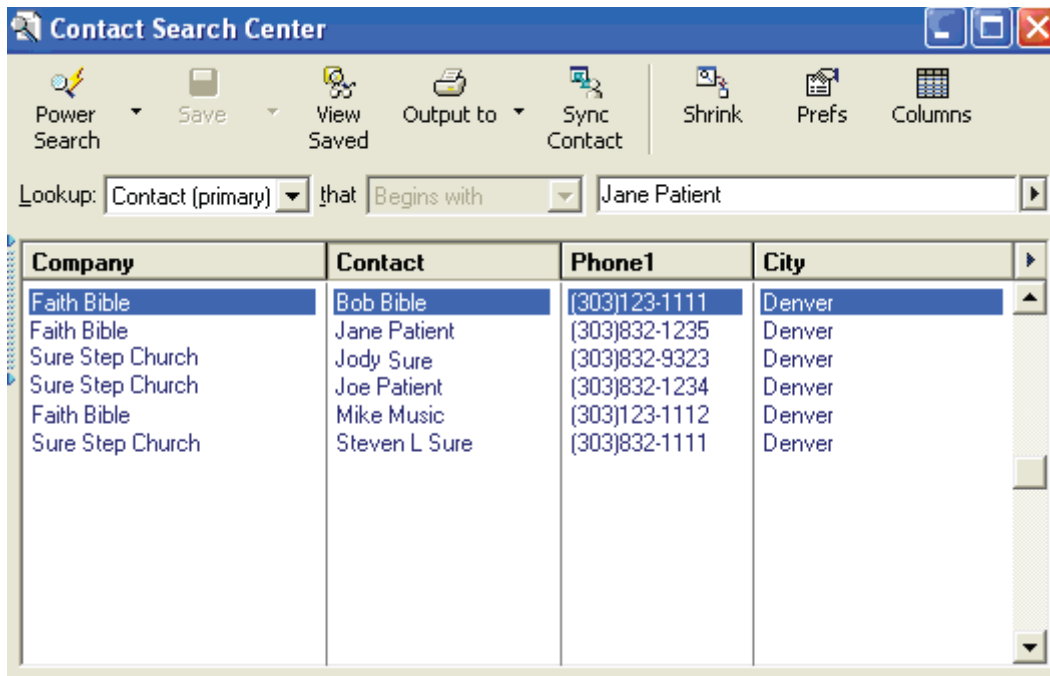 Contact Search Center
Power Search Save View Saved Output to Sync Contact Shrink Prefs Columns
Lookup: Contact (primary) that Begins with Jane Patient
Company Contact Phone1 City
Faith Bible Bob Bible (303)123-1111 Denver
Faith Bible Jane Patient (303)832-1235 Denver
Sure Step Church Jody Sure (303)832-9323 Denver
Sure Step Church Joe Patient (303)832-1234 Denver
Faith Bible Mike Music (303)123-1112 Denver
Sure Step Church Steven L Sure (303)832-1111 Denver